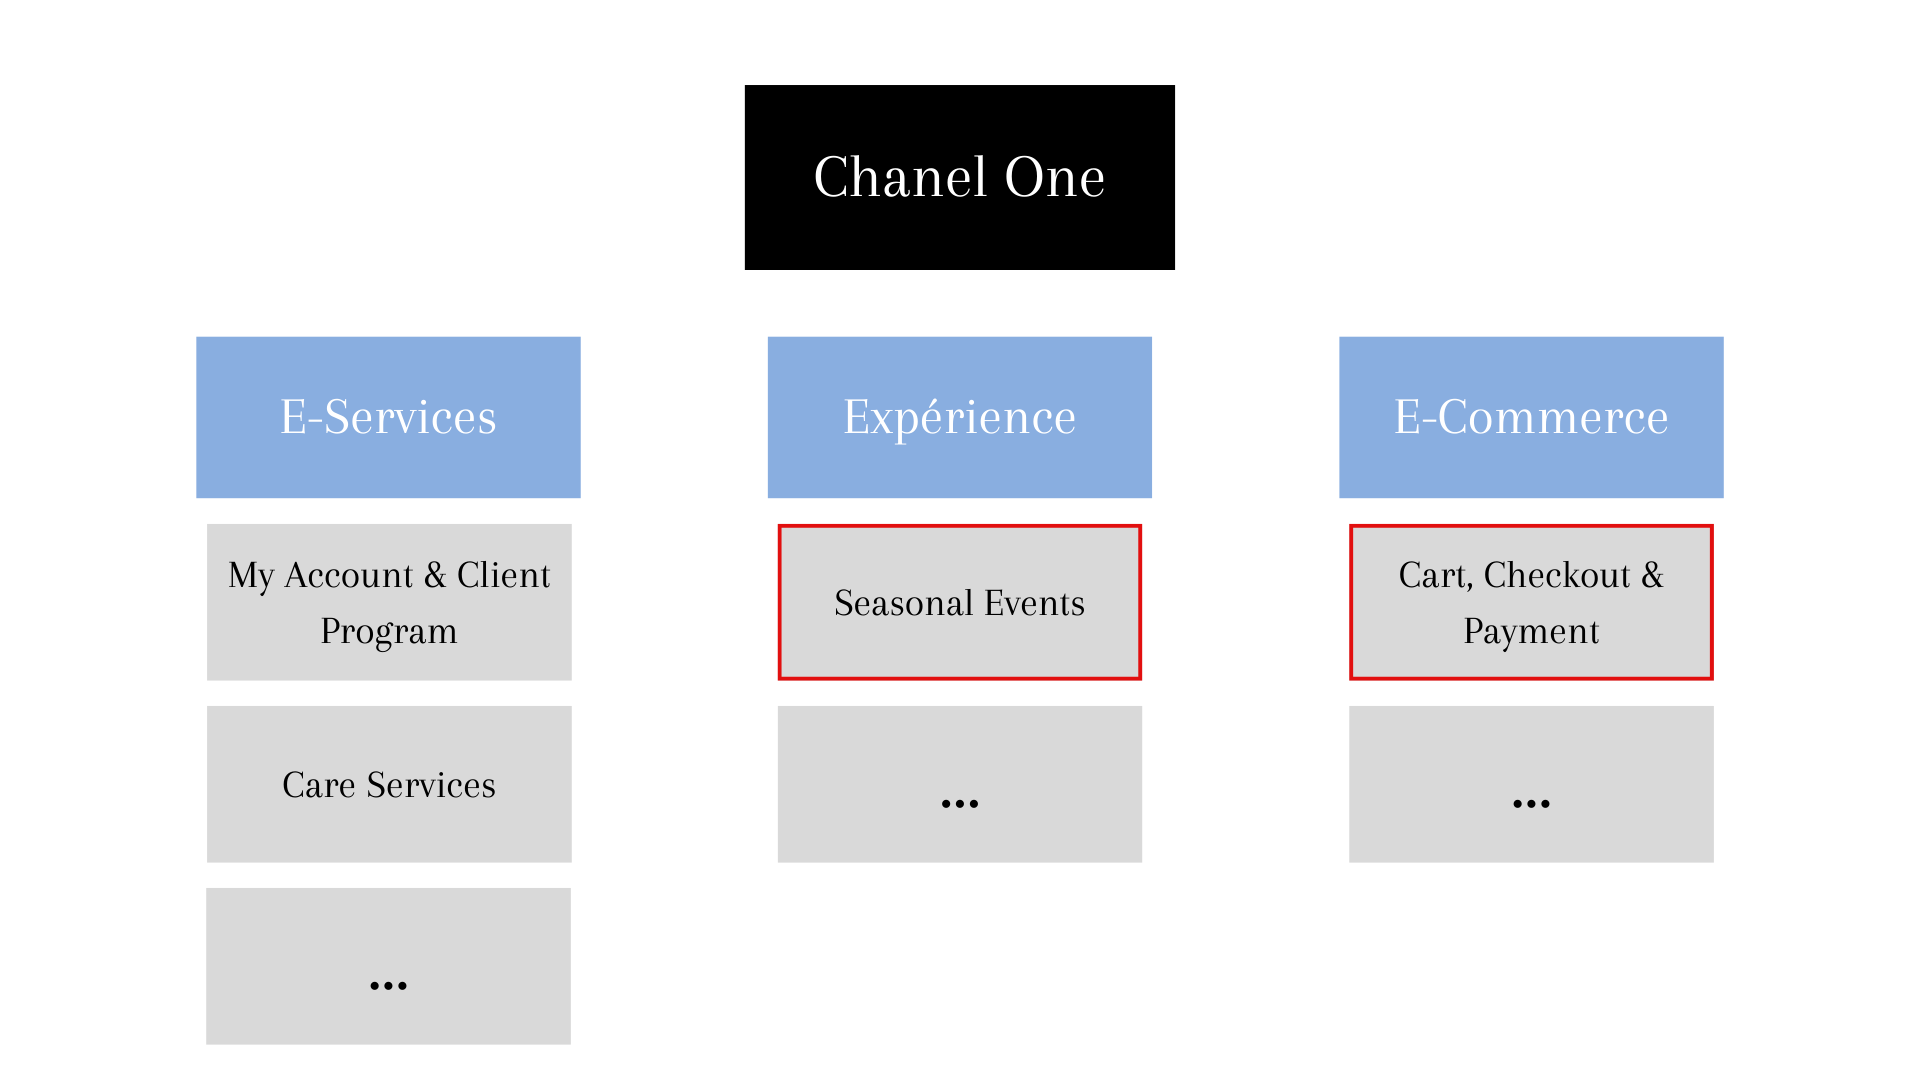 Chanel One
E-Services
Expérience
E-Commerce
My Account & Client
Program
Seasonal Events
Cart, Checkout &
Payment
Care Services
...
...
...